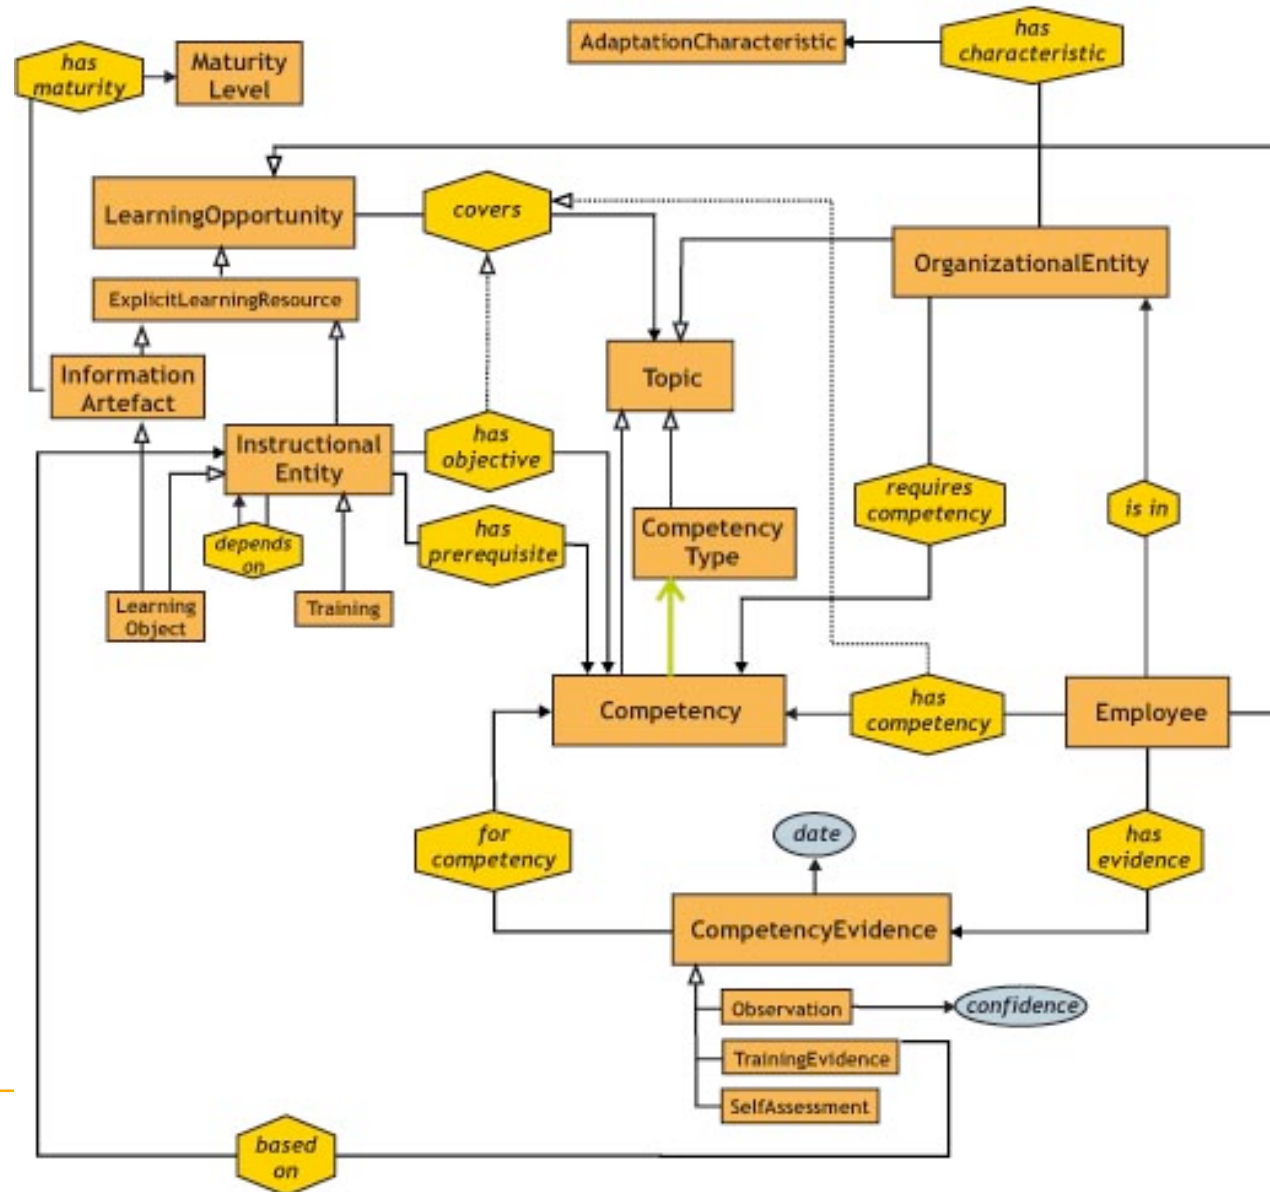 has
maturity
Maturity
Level
AdaptationCharacteristic
has
characteristic
LearningOpportunity
covers
OrganizationalEntity
ExplicitLearningResource
Information
Artefact
Topic
Instructional
Entity
has
objective
requires
competency
is in
has
prerequisite
Competency
Type
depends
on
Learning
Object
Training
Competency
has
competency
Employee
for
competency
date
has
evidence
CompetencyEvidence
Observation
confidence
TrainingEvidence
SelfAssessment
based
on